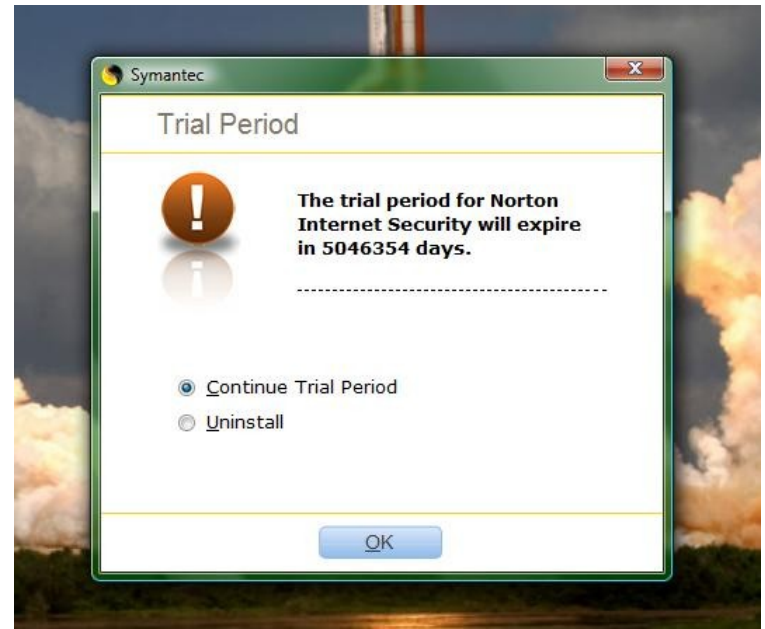 Symantec
Trial Period
The trial period for Norton
Internet Security will expire
in 5046354 days.
Continue Trial Period
Uninstall
OK